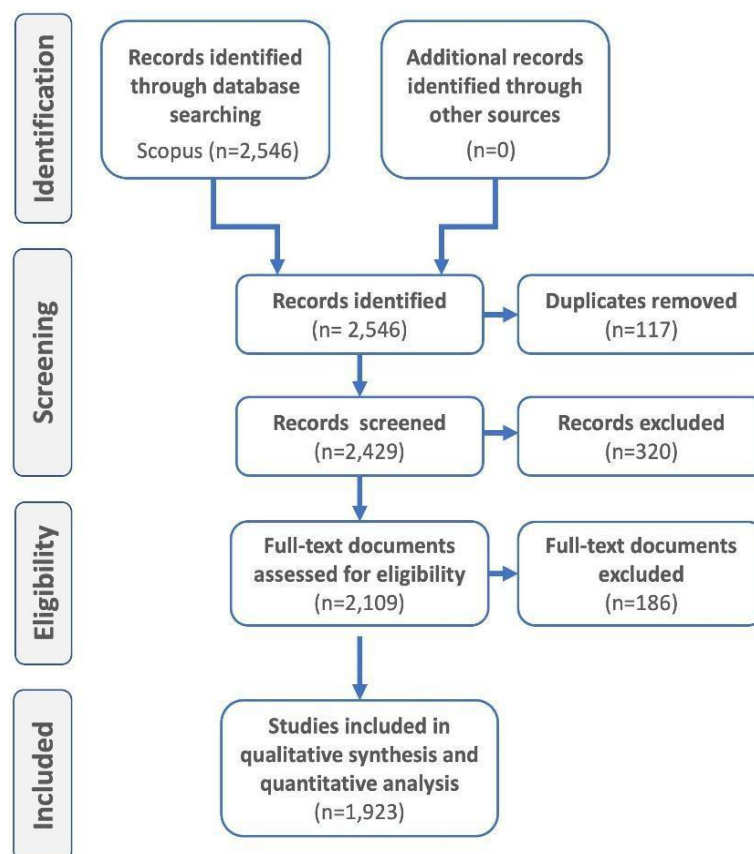 Identification
Records identified
through database
searching
Scopus (n=2,546)
Additional records
identified through
other sources
(n=0)
Screening
Records identified
(n= 2,546)
Duplicates removed
(n=117)
Records screened
(n=2,429)
Records excluded
(n=320)
Eligibility
Full-text documents
assessed for eligibility
(n=2,109)
Full-text documents
excluded
(n=186)
Included
Studies included in
qualitative synthesis and
quantitative analysis
(n=1,923)